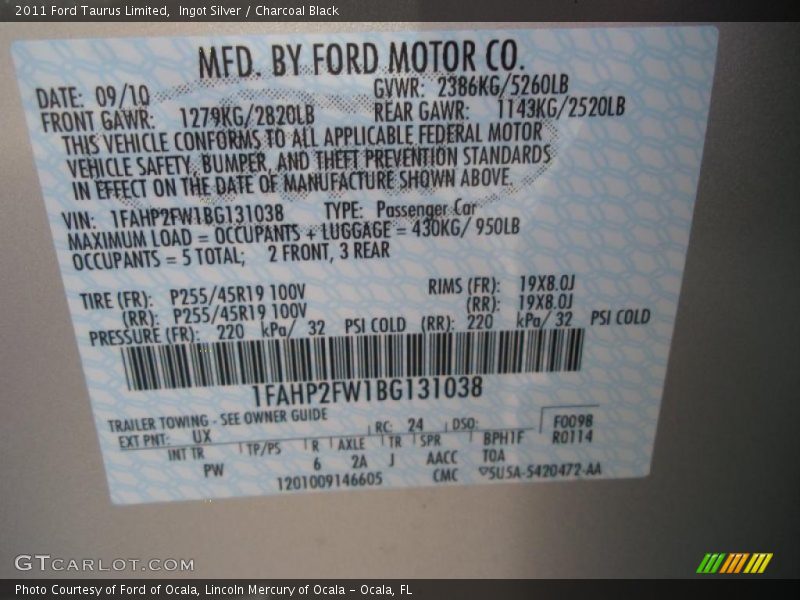 2011 Ford Taurus Limited,  Ingot Silver / Charcoal Black
MFD. BY FORD MOTOR CO.
DATE: 09/10 GVWR: 2386KG/5260LB
FRONT GAWR: 1279KG/2820LB REAR GAWR: 1143KG/2520LB
THIS VEHICLE CONFORMS TO ALL APPLICABLE FEDERAL MOTOR
VEHICLE SAFETY, BUMPER, AND THEFT PREVENTION STANDARDS
IN EFFECT ON THE DATE OF MANUFACTURE SHOWN ABOVE.
VIN: 1FAHP2FW1BG131038 TYPE: Passenger Car
MAXIMUM LOAD = OCCUPANTS + LUGGAGE = 430KG/ 950LB
OCCUPANTS = 5 TOTAL; 2 FRONT, 3 REAR
TIRE (FR): P255/45R19 100V RIMS (FR): 19X8.0J
(RR): P255/45R19 100V (RR): 19X8.0J
PRESSURE (FR): 220 kPa/ 32 PSI COLD (RR): 220 kPa/ 32 PSI COLD
1FAHP2FW1BG131038
TRAILER TOWING - SEE OWNER GUIDE
EXT PNT: UX RC: 24 DSO: F0098
R0114
INT TR TP/PS R AXLE TR SPR BPH1F
PW 6 2A J AACC TOA
1201009146605 CMC 5U5A-5420472-AA
GTCARLOT.COM
Photo Courtesy of Ford of Ocala, Lincoln Mercury of Ocala – Ocala, FL